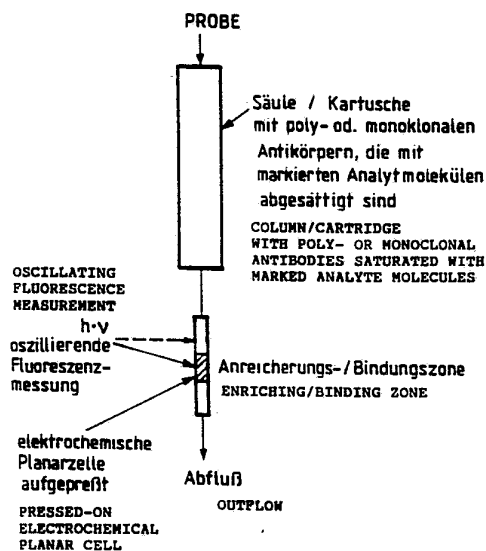 PROBE
Säule / Kartusche
mit poly- od. monoklonalen
Antikörpern, die mit
markierten Analytmolekülen
abgesättigt sind
COLUMN/CARTRIDGE
WITH POLY- OR MONOCLONAL
ANTIBODIES SATURATED WITH
MARKED ANALYTE MOLECULES
OSCILLATING
FLUORESCENCE
MEASUREMENT
h·ν
oszillierende
Fluoreszenz-
messung
Anreicherungs-/Bindungszone
ENRICHING/BINDING ZONE
elektrochemische
Planarzelle
aufgepreßt
PRESSED-ON
ELECTROCHEMICAL
PLANAR CELL
Abfluß
OUTFLOW